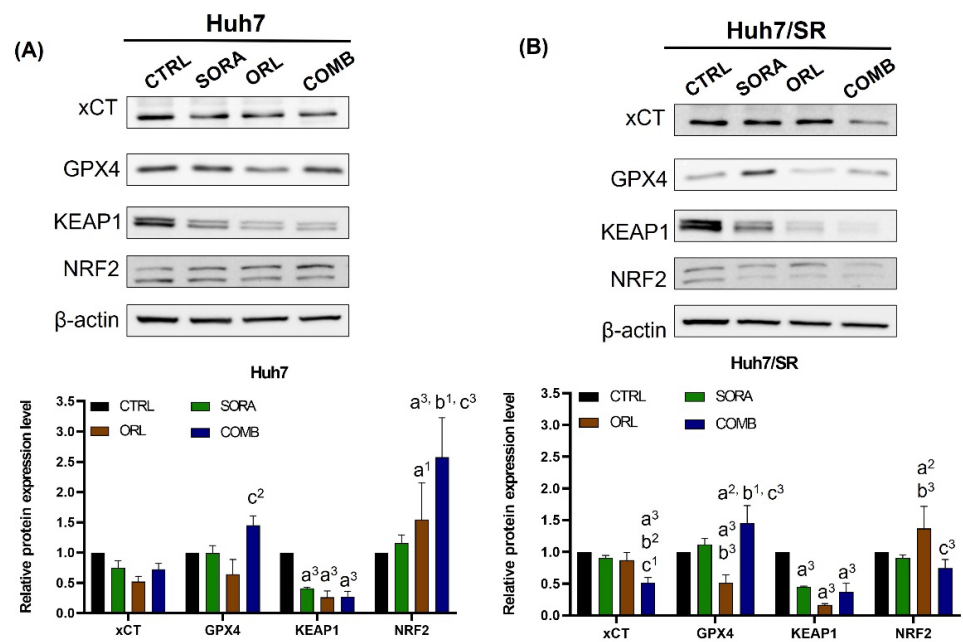 (A)
Huh7
CTRL SORA ORL COMB
xCT
GPX4
KEAP1
NRF2
β-actin
Huh7
Relative protein expression level
3.5
3.0
2.5
2.0
1.5
1.0
0.5
0.0
CTRL SORA
ORL COMB
c²
a³ a³ a³
a¹
a³, b¹, c³
xCT GPX4 KEAP1 NRF2
(B)
Huh7/SR
CTRL SORA ORL COMB
xCT
GPX4
KEAP1
NRF2
β-actin
Huh7/SR
Relative protein expression level
3.5
3.0
2.5
2.0
1.5
1.0
0.5
0.0
CTRL SORA
ORL COMB
a³
b²
c¹
a³
b³
a², b¹, c³
a³ a³ a³
a²
b³
c³
xCT GPX4 KEAP1 NRF2